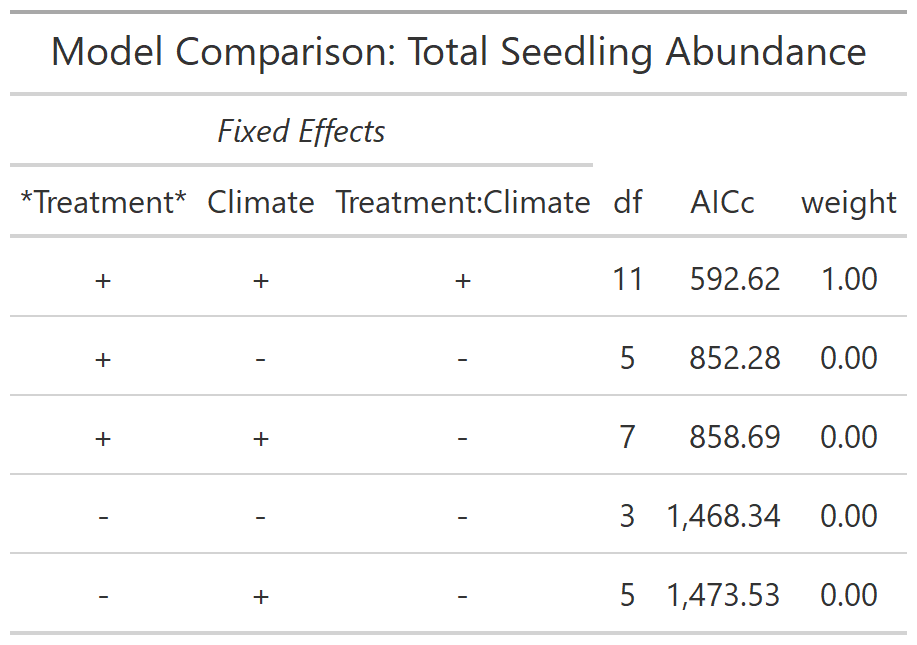 Model Comparison: Total Seedling Abundance
Fixed Effects
*Treatment* Climate Treatment:Climate df AICc weight
+ + + 11 592.62 1.00
+ - - 5 852.28 0.00
+ + - 7 858.69 0.00
- - - 3 1,468.34 0.00
- + - 5 1,473.53 0.00